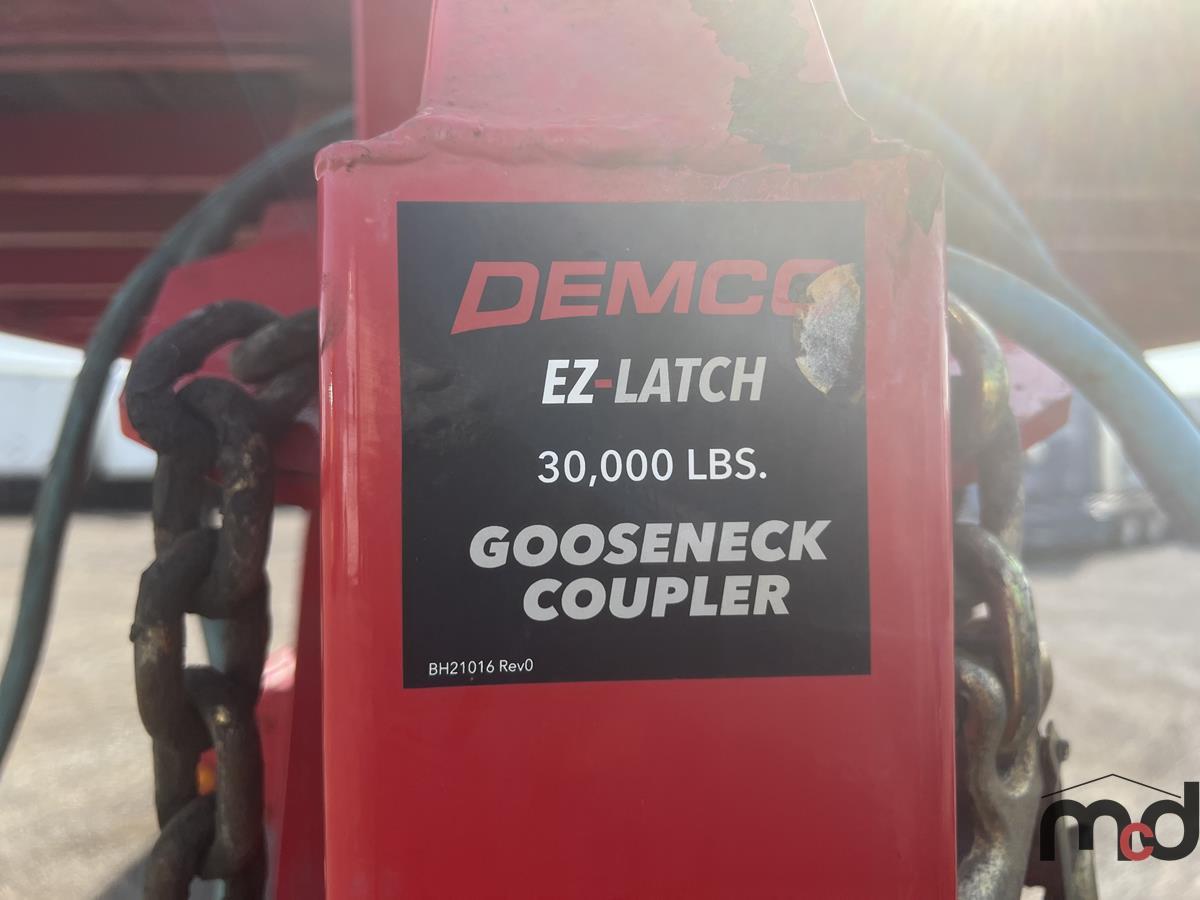 DEMCO
EZ-LATCH
30,000 LBS.
GOOSENECK
COUPLER
BH21016 Rev0
mcd